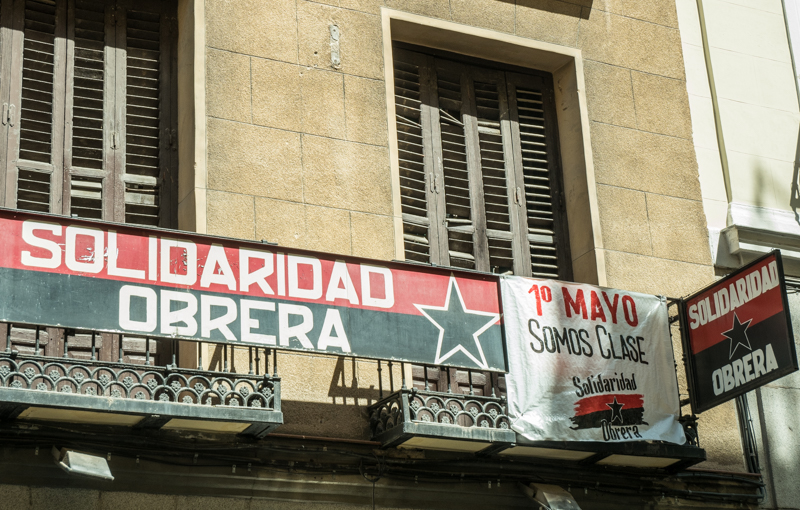 SOLIDARIDAD
OBRERA
1º MAYO
SOMOS CLASE
Solidaridad
Obrera
SOLIDARIDAD
OBRERA